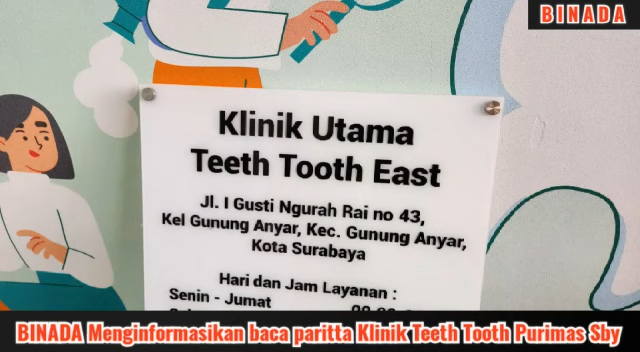 BINADA
Klinik Utama
Teeth Tooth East
Jl. I Gusti Ngurah Rai no 43,
Kel Gunung Anyar, Kec. Gunung Anyar,
Kota Surabaya
Hari dan Jam Layanan :
Senin - Jumat
BINADA Menginformasikan baca paritta Klinik Teeth Tooth Purimas Sby